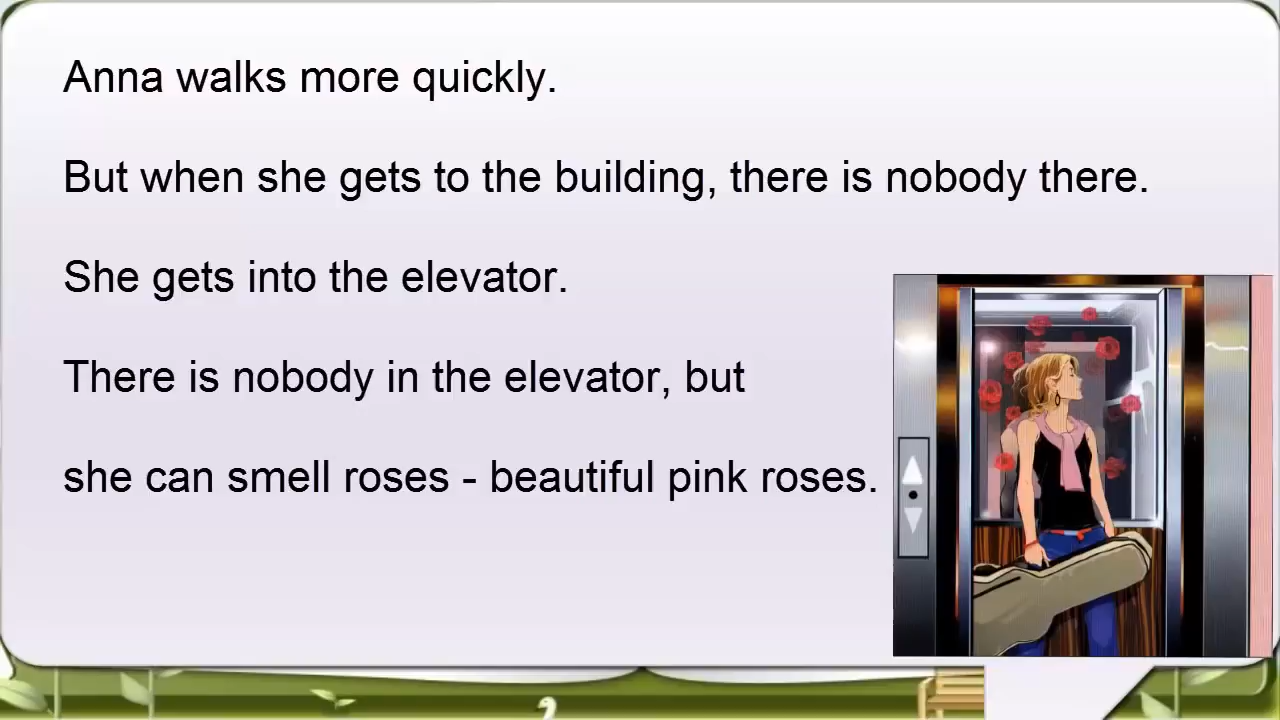 Anna walks more quickly.
But when she gets to the building, there is nobody there.
She gets into the elevator.
There is nobody in the elevator, but
she can smell roses - beautiful pink roses.